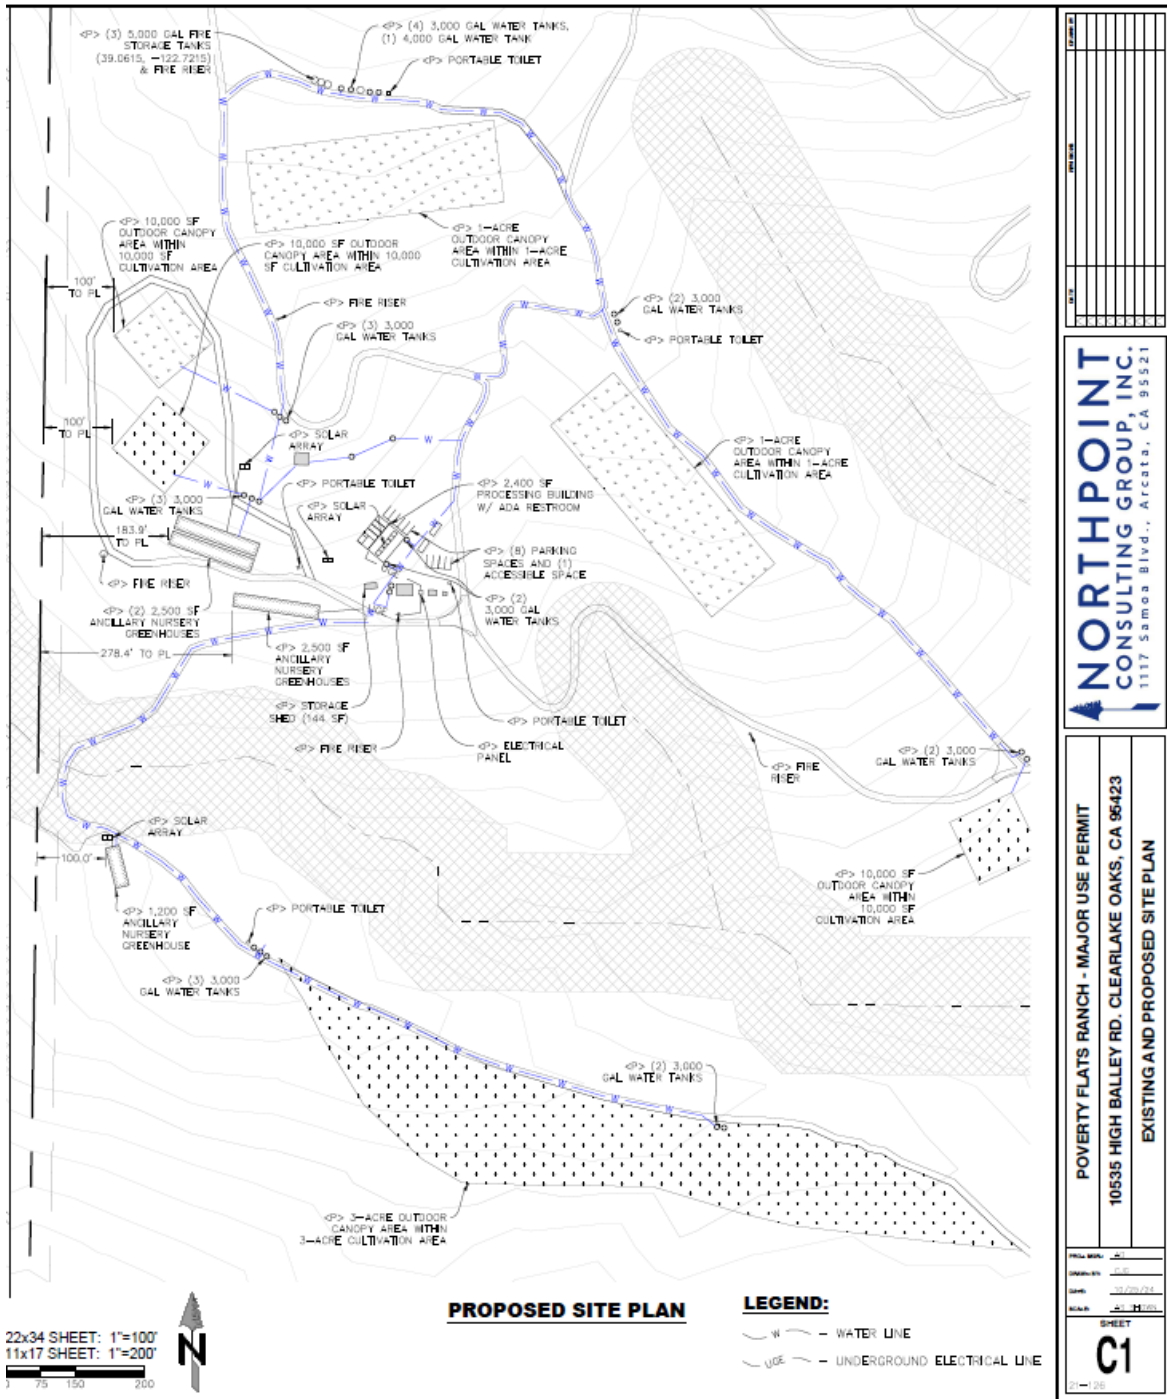 <P> (3) 5,000 GAL FIRE
STORAGE TANKS
(39.0615, -122.7215)
& FIRE RISER
<P> (4) 3,000 GAL WATER TANKS,
(1) 4,000 GAL WATER TANK
<P> PORTABLE TOILET
<P> 10,000 SF
OUTDOOR CANOPY
AREA WITHIN
10,000 SF
CULTIVATION AREA
<P> 10,000 SF OUTDOOR
CANOPY AREA WITHIN 10,000
SF CULTIVATION AREA
<P> 1-ACRE
OUTDOOR CANOPY
AREA WITHIN 1-ACRE
CULTIVATION AREA
100'
TO PL
<P> FIRE RISER
<P> (3) 3,000
GAL WATER TANKS
<P> (2) 3,000
GAL WATER TANKS
<P> PORTABLE TOILET
100'
TO PL
<P> SOLAR
ARRAY
<P> 1-ACRE
OUTDOOR CANOPY
AREA WITHIN 1-ACRE
CULTIVATION AREA
<P> PORTABLE TOILET
<P> 2,400 SF
PROCESSING BUILDING
W/ ADA RESTROOM
<P> (3) 3,000
GAL WATER TANKS
<P> SOLAR
ARRAY
183.9'
TO PL
<P> (8) PARKING
SPACES AND (1)
ACCESSIBLE SPACE
<P> FIRE RISER
<P> (2)
3,000 GAL
WATER TANKS
<P> (2) 2,500 SF
ANCILLARY NURSERY
GREENHOUSES
278.4' TO PL
<P> 2,500 SF
ANCILLARY
NURSERY
GREENHOUSES
<P> STORAGE
SHED (144 SF)
<P> PORTABLE TOILET
<P> FIRE RISER
<P> ELECTRICAL
PANEL
<P> FIRE
RISER
<P> (2) 3,000
GAL WATER TANKS
<P> SOLAR
ARRAY
100.0'
<P> 10,000 SF
OUTDOOR CANOPY
AREA WITHIN
10,000 SF
CULTIVATION AREA
<P> 1,200 SF
ANCILLARY
NURSERY
GREENHOUSE
<P> PORTABLE TOILET
<P> (3) 3,000
GAL WATER TANKS
<P> (2) 3,000
GAL WATER TANKS
<P> 3-ACRE OUTDOOR
CANOPY AREA WITHIN
3-ACRE CULTIVATION AREA
PROPOSED SITE PLAN
LEGEND:
W - WATER LINE
UGE - UNDERGROUND ELECTRICAL LINE
22x34 SHEET: 1"=100'
11x17 SHEET: 1"=200'
75 150 200
N
NORTHPOINT
CONSULTING GROUP, INC.
1117 Samoa Blvd., Arcata, CA 95521
POVERTY FLATS RANCH - MAJOR USE PERMIT
10535 HIGH BALLEY RD. CLEARLAKE OAKS, CA 95423
EXISTING AND PROPOSED SITE PLAN
SHEET
C1
21-126